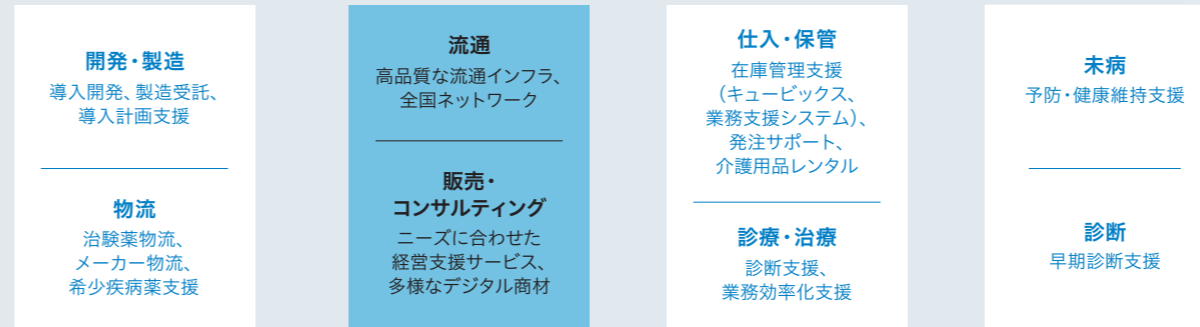 開発・製造
導入開発、製造受託、
導入計画支援
物流
治験薬物流、
メーカー物流、
希少疾病薬支援
流通
高品質な流通インフラ、
全国ネットワーク
販売・
コンサルティング
ニーズに合わせた
経営支援サービス、
多様なデジタル商材
仕入・保管
在庫管理支援
（キュービックス、
業務支援システム）、
発注サポート、
介護用品レンタル
診療・治療
診断支援、
業務効率化支援
未病
予防・健康維持支援
診断
早期診断支援